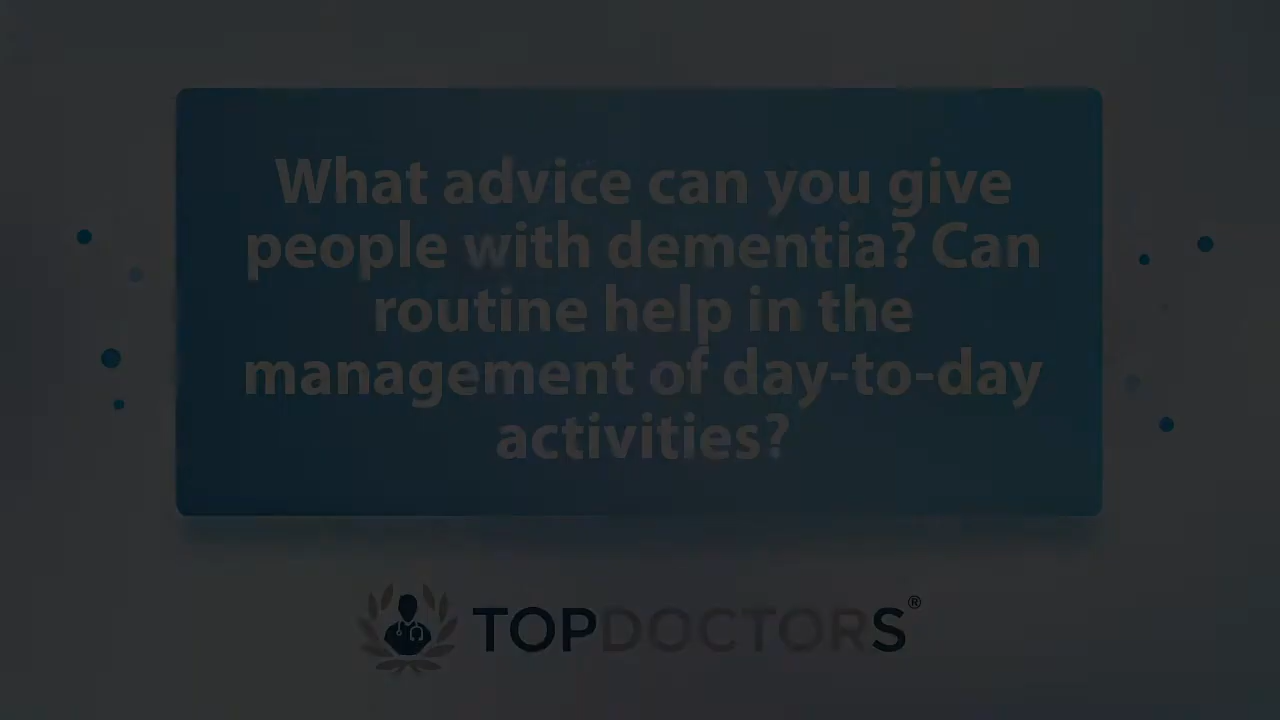 What advice can you give
people with dementia? Can
routine help in the
management of day-to-day
activities?
TOPDOCTORS®